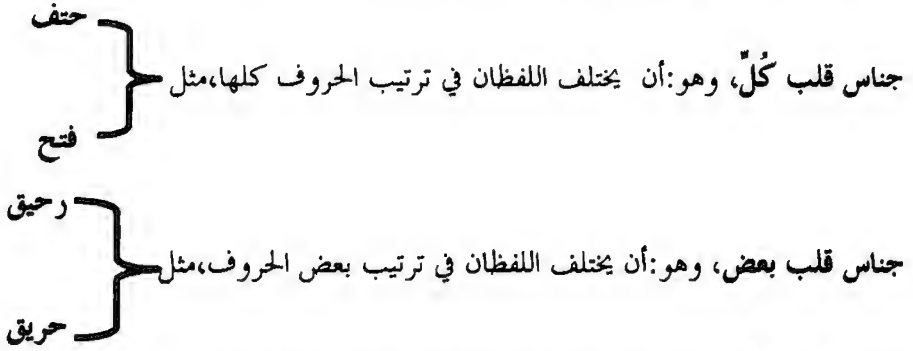 حتف
جناس قلب كُلٍّ، وهو:أن يختلف اللفظان في ترتيب الحروف كلها،مثل
فتح
رحيق
جناس قلب بعض، وهو:أن يختلف اللفظان في ترتيب بعض الحروف،مثل
حريق